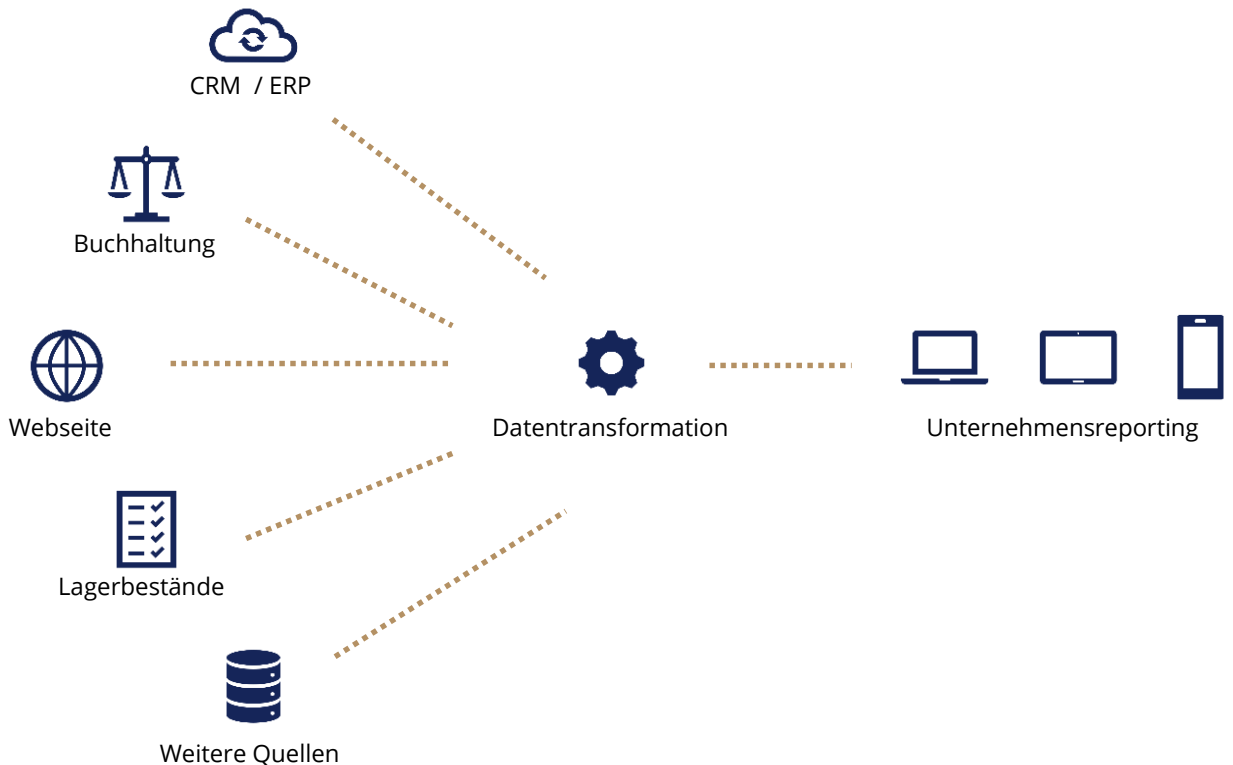 CRM / ERP
Buchhaltung
Webseite
Datentransformation
Unternehmensreporting
Lagerbestände
Weitere Quellen